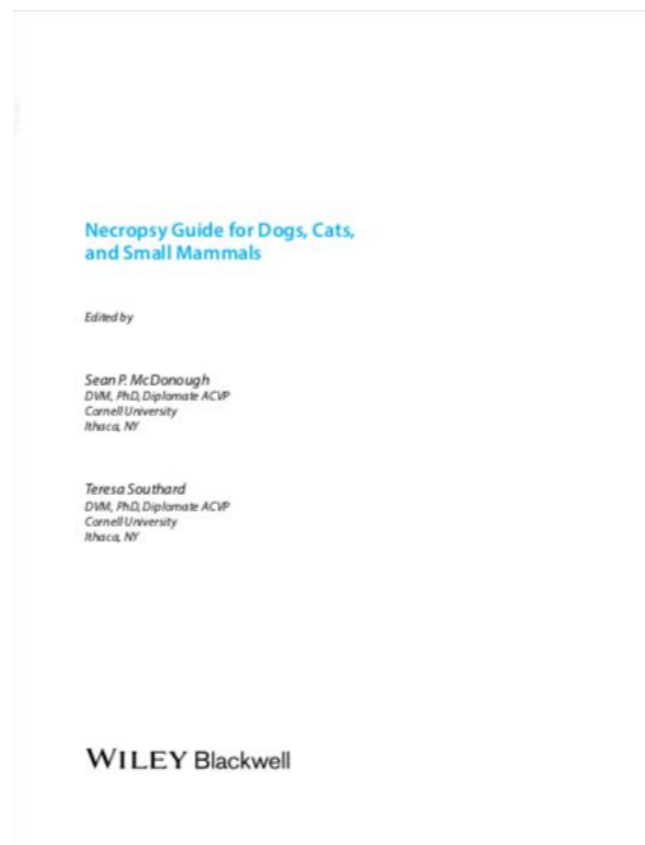 Necropsy Guide for Dogs, Cats,
and Small Mammals
Edited by
Sean P. McDonough
DVM, PhD, Diplomate ACVP
Cornell University
Ithaca, NY
Teresa Southard
DVM, PhD, Diplomate ACVP
Cornell University
Ithaca, NY
WILEY Blackwell